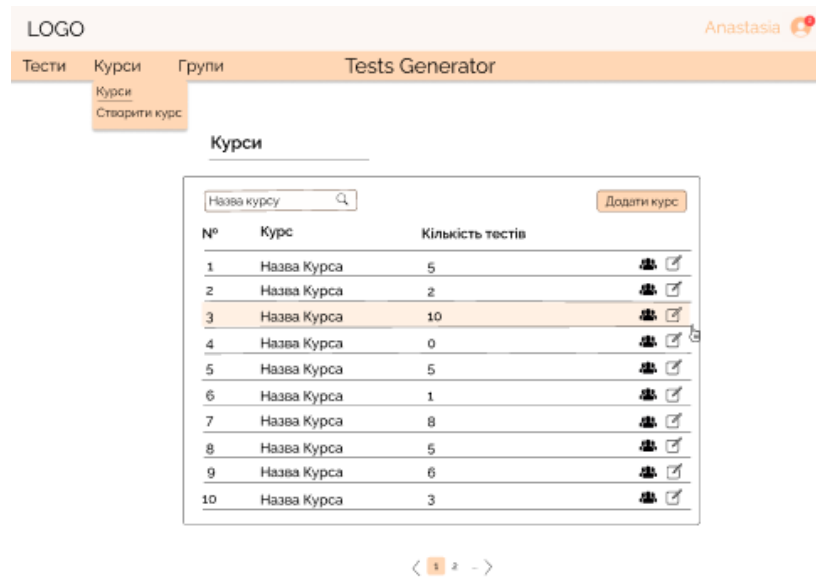 LOGO Anastasia
Тести Курси Групи Tests Generator
Курси
Створити курс
Курси
Назва курсу Додати курс
№ Курс Кількість тестів
1 Назва Курса 5
2 Назва Курса 2
3 Назва Курса 10
4 Назва Курса 0
5 Назва Курса 5
6 Назва Курса 1
7 Назва Курса 8
8 Назва Курса 5
9 Назва Курса 6
10 Назва Курса 3
1 2 ...